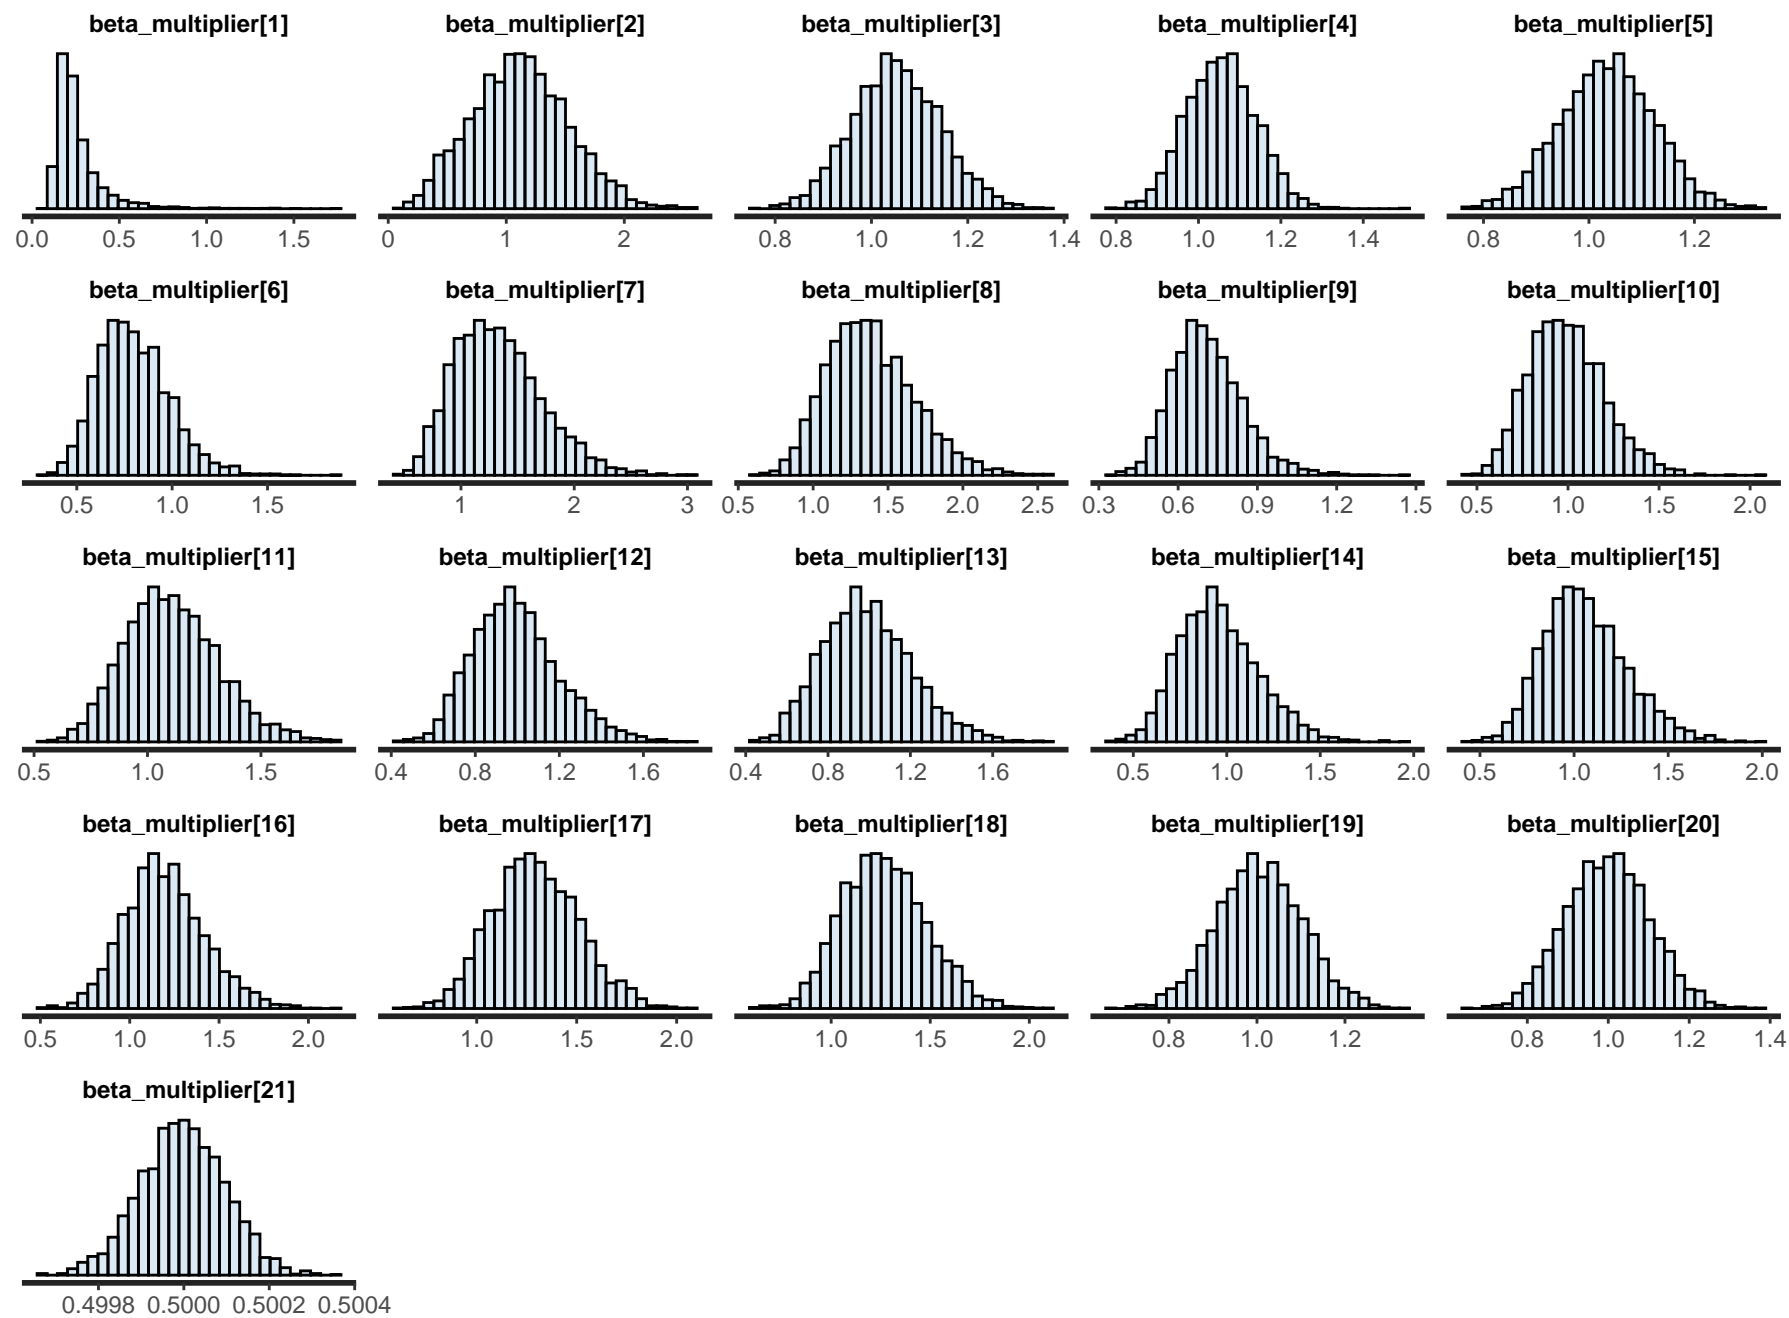 beta_multiplier[1] beta_multiplier[2] beta_multiplier[3] beta_multiplier[4] beta_multiplier[5]
0.0 0.5 1.0 1.5 0 1 2 0.8 1.0 1.2 1.4 0.8 1.0 1.2 1.4 0.8 1.0 1.2
beta_multiplier[6] beta_multiplier[7] beta_multiplier[8] beta_multiplier[9] beta_multiplier[10]
0.5 1.0 1.5 1 2 3 0.5 1.0 1.5 2.0 2.5 0.3 0.6 0.9 1.2 1.5 0.5 1.0 1.5 2.0
beta_multiplier[11] beta_multiplier[12] beta_multiplier[13] beta_multiplier[14] beta_multiplier[15]
0.5 1.0 1.5 0.4 0.8 1.2 1.6 0.4 0.8 1.2 1.6 0.5 1.0 1.5 2.0 0.5 1.0 1.5 2.0
beta_multiplier[16] beta_multiplier[17] beta_multiplier[18] beta_multiplier[19] beta_multiplier[20]
0.5 1.0 1.5 2.0 1.0 1.5 2.0 1.0 1.5 2.0 0.8 1.0 1.2 0.8 1.0 1.2 1.4
beta_multiplier[21]
0.4998 0.5000 0.5002 0.5004